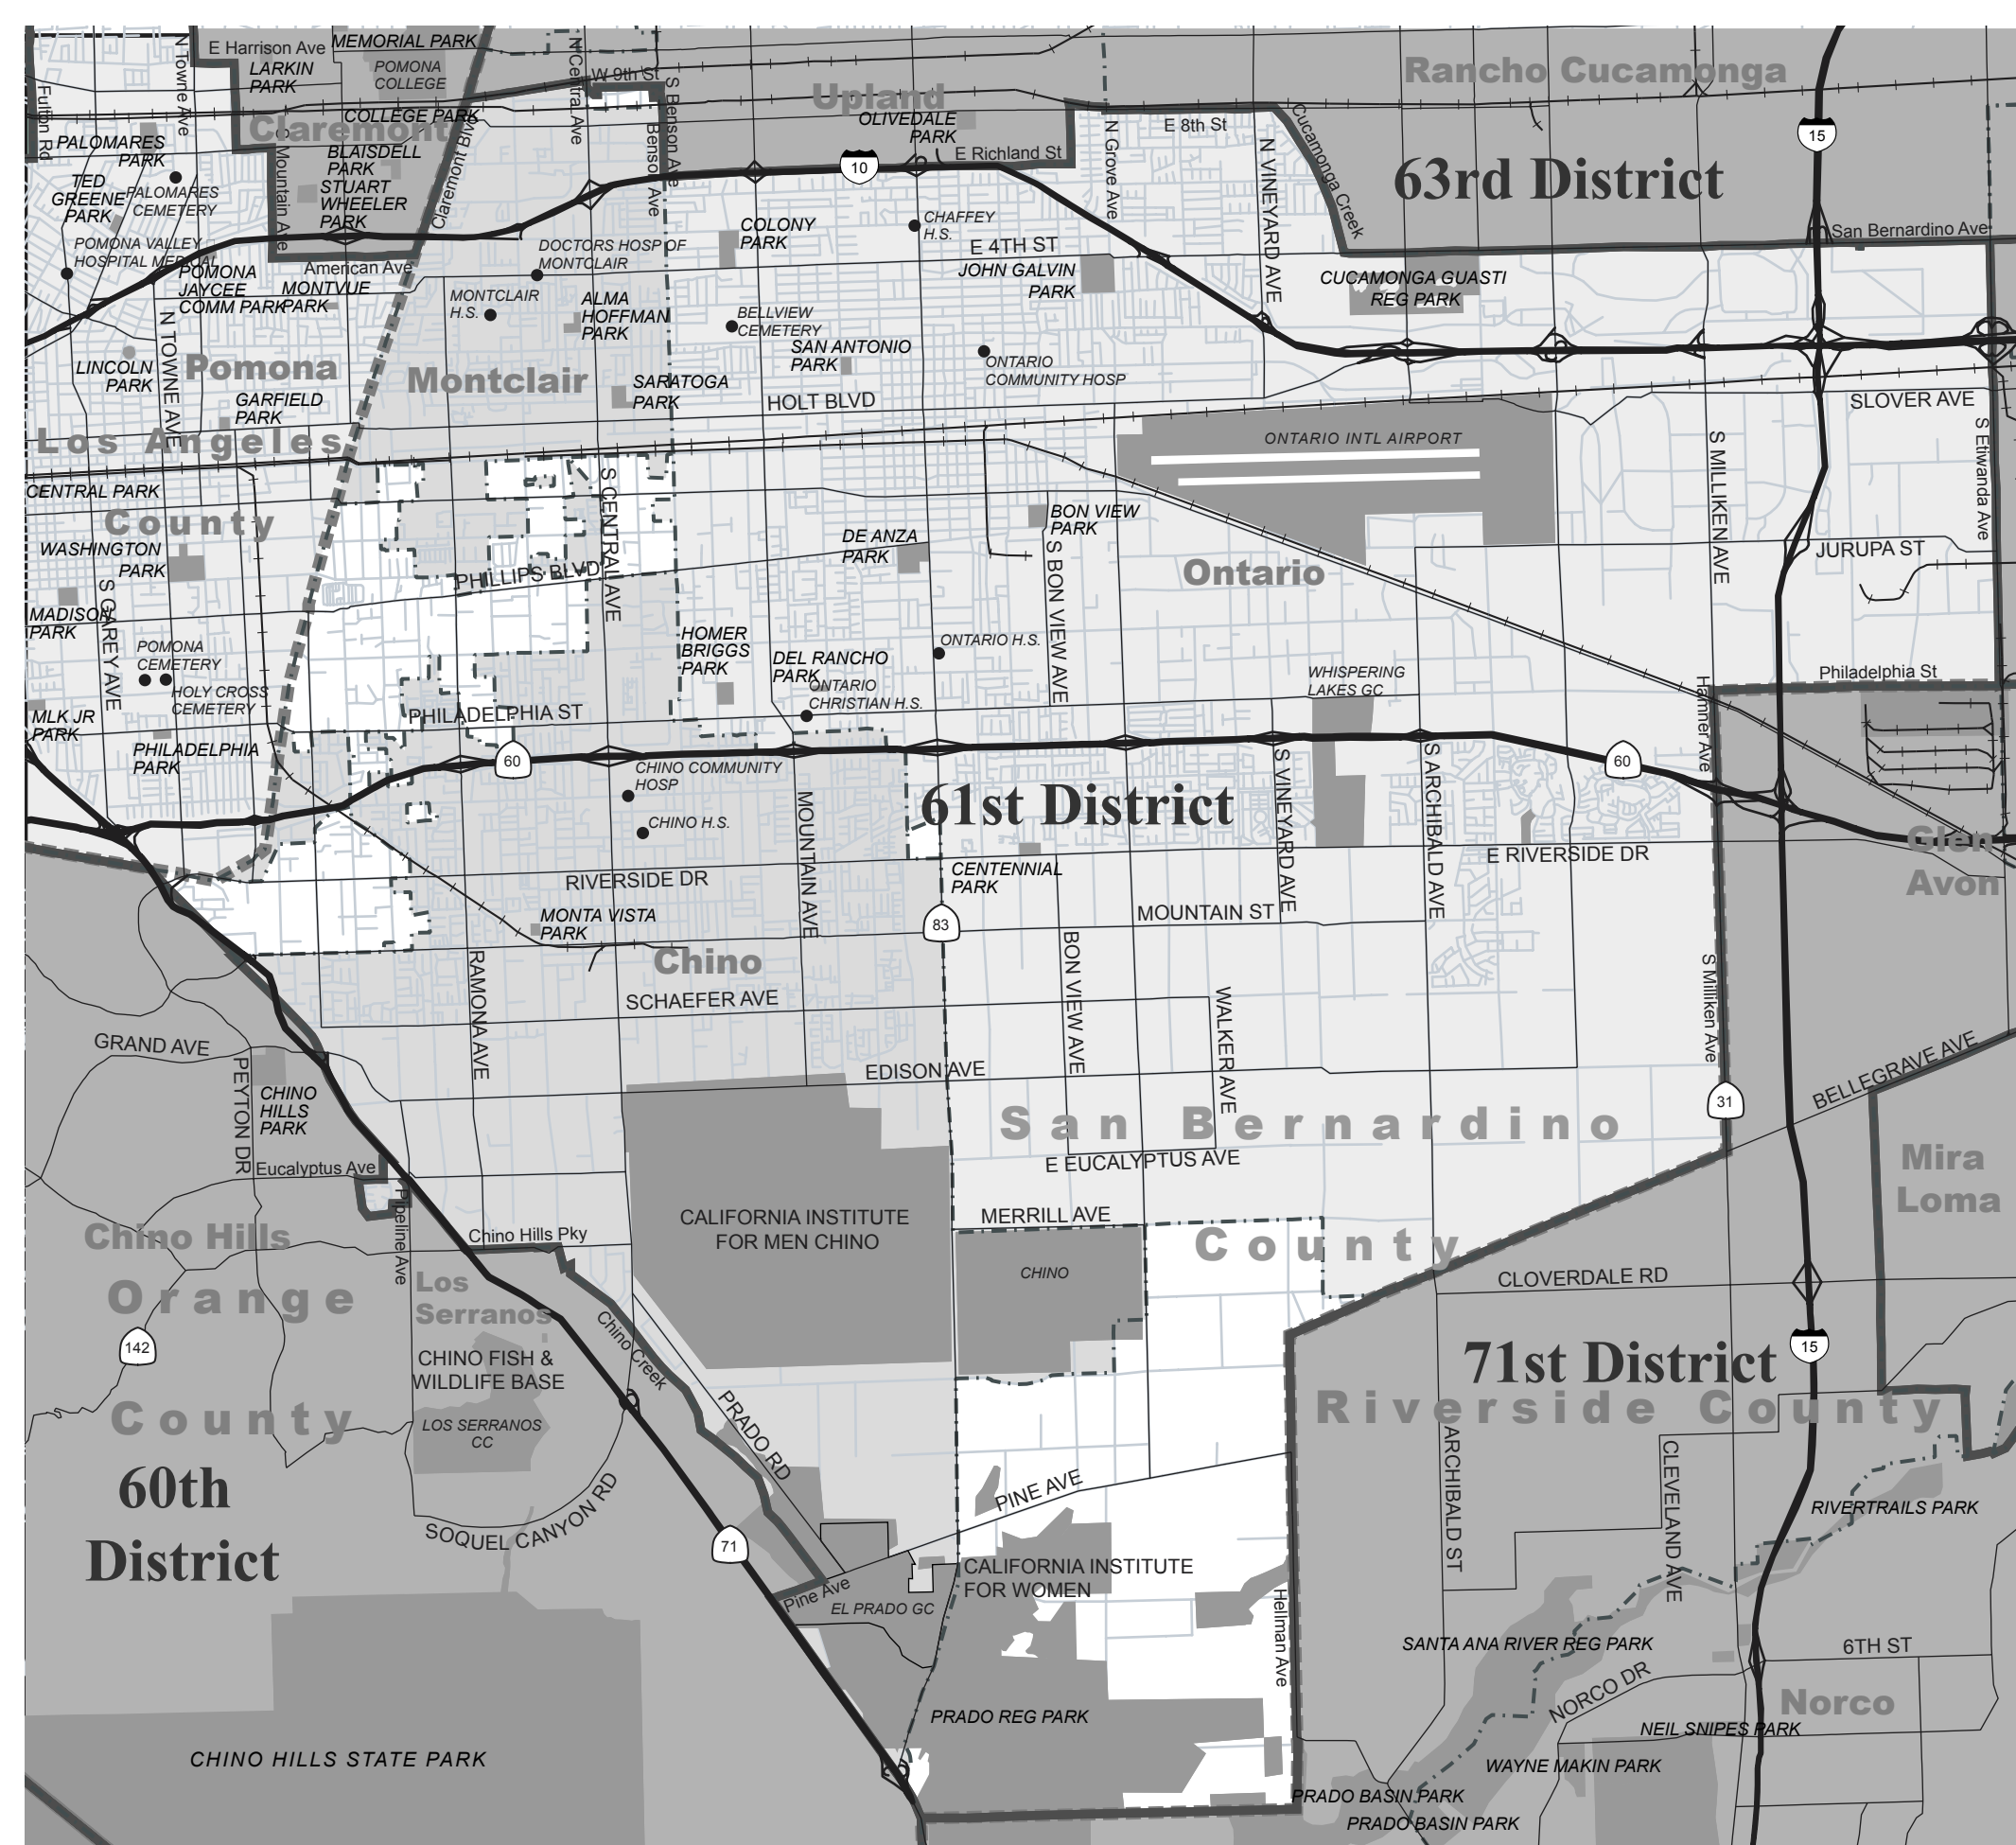 E Harrison Ave
MEMORIAL PARK
LARKIN
PARK
POMONA
COLLEGE
N Towne Ave
N Central Ave
W 9th St
S Benson Ave
Benson Ave
Upland
Rancho Cucamonga
Fulton Rd
COLLEGE PARK
Claremont
OLIVEDALE
PARK
E 8th St
E Richland St
N Grove Ave
Cucamonga Creek
15
PALOMARES
PARK
BLAISDELL
PARK
STUART
WHEELER
PARK
S Mountain Ave
Claremont Blvd
10
63rd District
TED
GREENE
PARK
PALOMARES
CEMETERY
N VINEYARD AVE
POMONA VALLEY
HOSPITAL MEDICAL
American Ave
DOCTORS HOSP OF
MONTCLAIR
COLONY
PARK
CHAFFEY
H.S.
E 4TH ST
San Bernardino Ave
POMONA
JAYCEE
COMM PARK
MONTVUE
PARK
MONTCLAIR
H.S.
ALMA
HOFFMAN
PARK
JOHN GALVIN
PARK
CUCAMONGA GUASTI
REG PARK
BELLVIEW
CEMETERY
SAN ANTONIO
PARK
ONTARIO
COMMUNITY HOSP
LINCOLN
PARK
N TOWNE AVE
Pomona
Montclair
GARFIELD
PARK
SARATOGA
PARK
HOLT BLVD
SLOVER AVE
Los Angeles
ONTARIO INTL AIRPORT
S MILLIKEN AVE
S Etiwanda Ave
CENTRAL PARK
County
S CENTRAL AVE
BON VIEW
PARK
WASHINGTON
PARK
DE ANZA
PARK
PHILLIPS BLVD
S BON VIEW AVE
Ontario
JURUPA ST
MADISON
PARK
S GAREY AVE
POMONA
CEMETERY
HOLY CROSS
CEMETERY
HOMER
BRIGGS
PARK
DEL RANCHO
PARK
ONTARIO H.S.
ONTARIO
CHRISTIAN H.S.
WHISPERING
LAKES GC
Philadelphia St
MLK JR
PARK
PHILADELPHIA
PARK
PHILADELPHIA ST
Hamner Ave
60
60
CHINO COMMUNITY
HOSP
CHINO H.S.
MOUNTAIN AVE
61st District
S VINEYARD AVE
S ARCHIBALD AVE
E RIVERSIDE DR
Glen
Avon
RIVERSIDE DR
CENTENNIAL
PARK
MONTA VISTA
PARK
83
MOUNTAIN ST
Chino
RAMONA AVE
SCHAEFER AVE
BON VIEW AVE
WALKER AVE
S Milliken Ave
GRAND AVE
PEYTON DR
EDISON AVE
BELLEGRAVE AVE
CHINO
HILLS
PARK
31
San Bernardino
Eucalyptus Ave
E EUCALYPTUS AVE
Mira
Loma
Pipeline Ave
CALIFORNIA INSTITUTE
FOR MEN CHINO
MERRILL AVE
Chino Hills
Chino Hills Pky
County
CHINO
CLOVERDALE RD
Orange
Los
Serranos
Chino Creek
142
CHINO FISH &
WILDLIFE BASE
15
71st District
County
LOS SERRANOS
CC
PRADO RD
Riverside County
60th
District
SOQUEL CANYON RD
PINE AVE
ARCHIBALD ST
CLEVELAND AVE
RIVERTRAILS PARK
71
CALIFORNIA INSTITUTE
FOR WOMEN
Pine Ave
EL PRADO GC
Hellman Ave
SANTA ANA RIVER REG PARK
6TH ST
NORCO DR
Norco
PRADO REG PARK
NEIL SNIPES PARK
CHINO HILLS STATE PARK
WAYNE MAKIN PARK
PRADO BASIN PARK
PRADO BASIN PARK